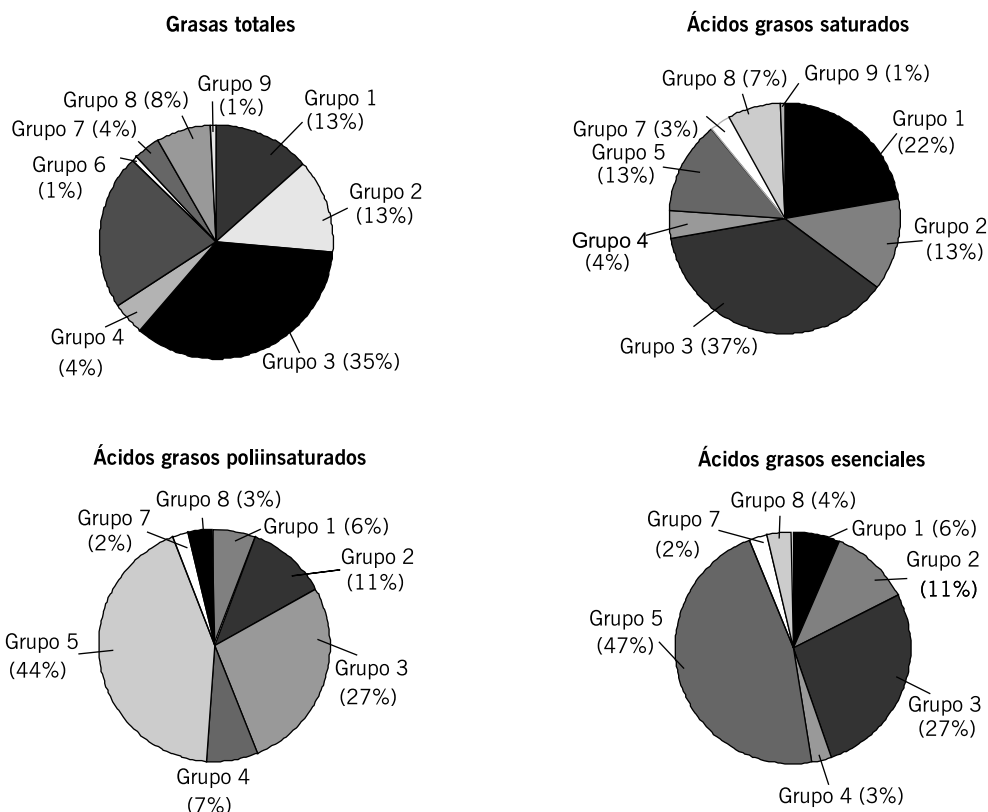 Grasas totales
Grupo 9
(1%)
Grupo 1
(13%)
Grupo 8 (8%)
Grupo 7 (4%)
Grupo 6
(1%)
Grupo 2
(13%)
Grupo 4
(4%)
Grupo 3 (35%)
Ácidos grasos saturados
Grupo 8 (7%)
Grupo 9 (1%)
Grupo 7 (3%)
Grupo 5
(13%)
Grupo 1
(22%)
Grupo 4
(4%)
Grupo 2
(13%)
Grupo 3 (37%)
Ácidos grasos poliinsaturados
Grupo 8 (3%)
Grupo 7
(2%)
Grupo 1 (6%)
Grupo 2
(11%)
Grupo 5
(44%)
Grupo 3
(27%)
Grupo 4
(7%)
Ácidos grasos esenciales
Grupo 8 (4%)
Grupo 7
(2%)
Grupo 1 (6%)
Grupo 2
(11%)
Grupo 5
(47%)
Grupo 3
(27%)
Grupo 4 (3%)